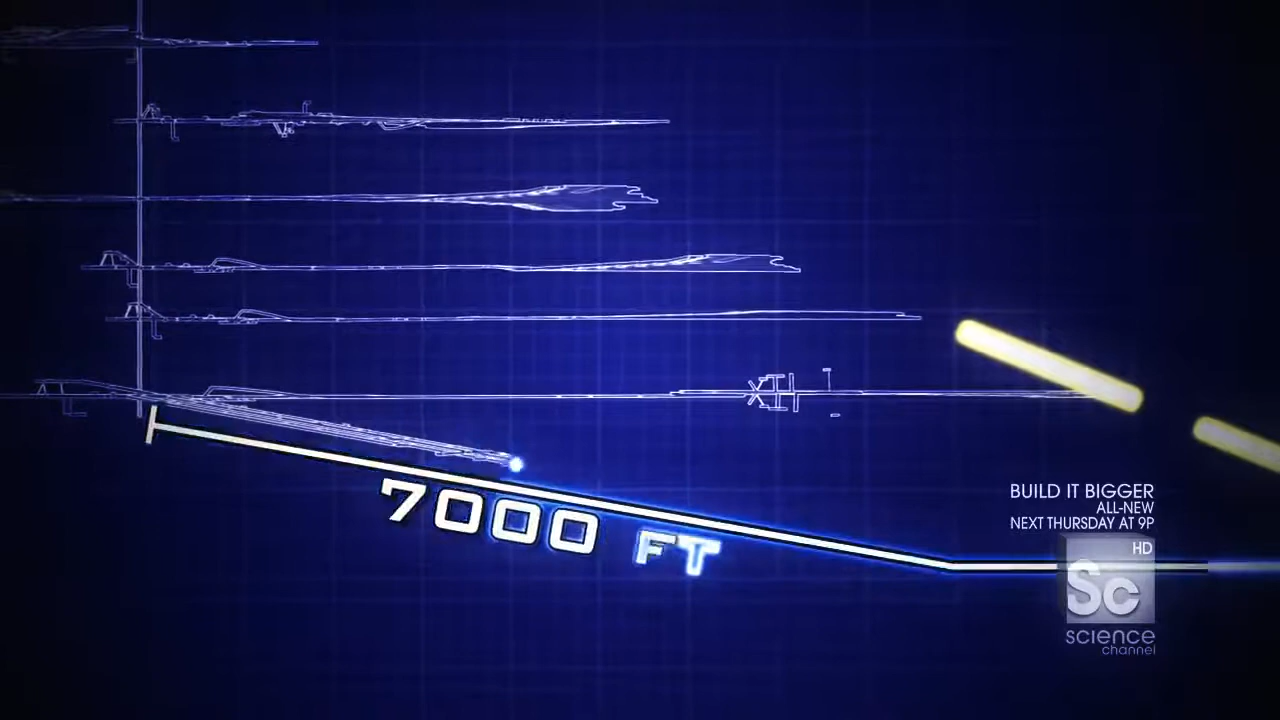 7000 FT
BUILD IT BIGGER
ALL-NEW
NEXT THURSDAY AT 9P
HD
Sc
science
channel